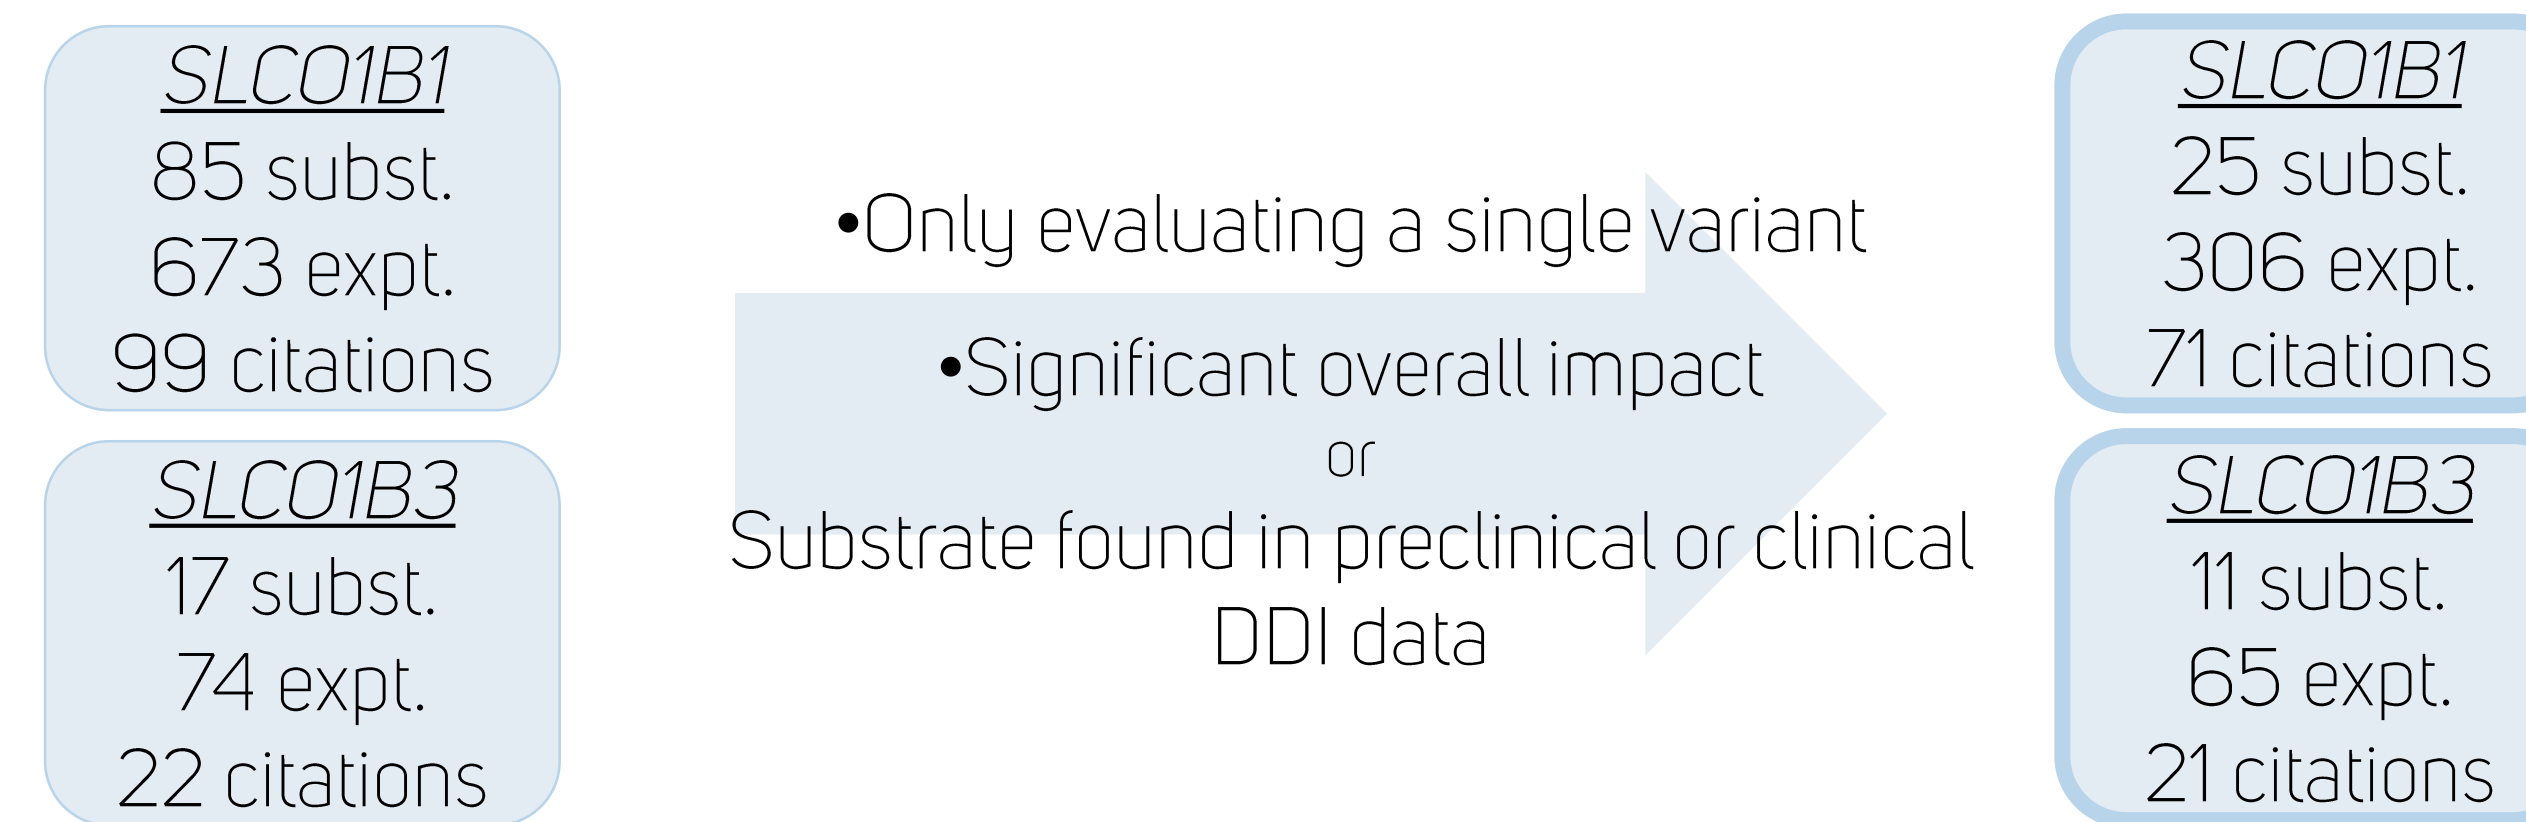 SLCO1B1
85 subst.
673 expt.
99 citations
SLCO1B3
17 subst.
74 expt.
22 citations
•Only evaluating a single variant
•Significant overall impact
or
Substrate found in preclinical or clinical
DDI data
SLCO1B1
25 subst.
306 expt.
71 citations
SLCO1B3
11 subst.
65 expt.
21 citations